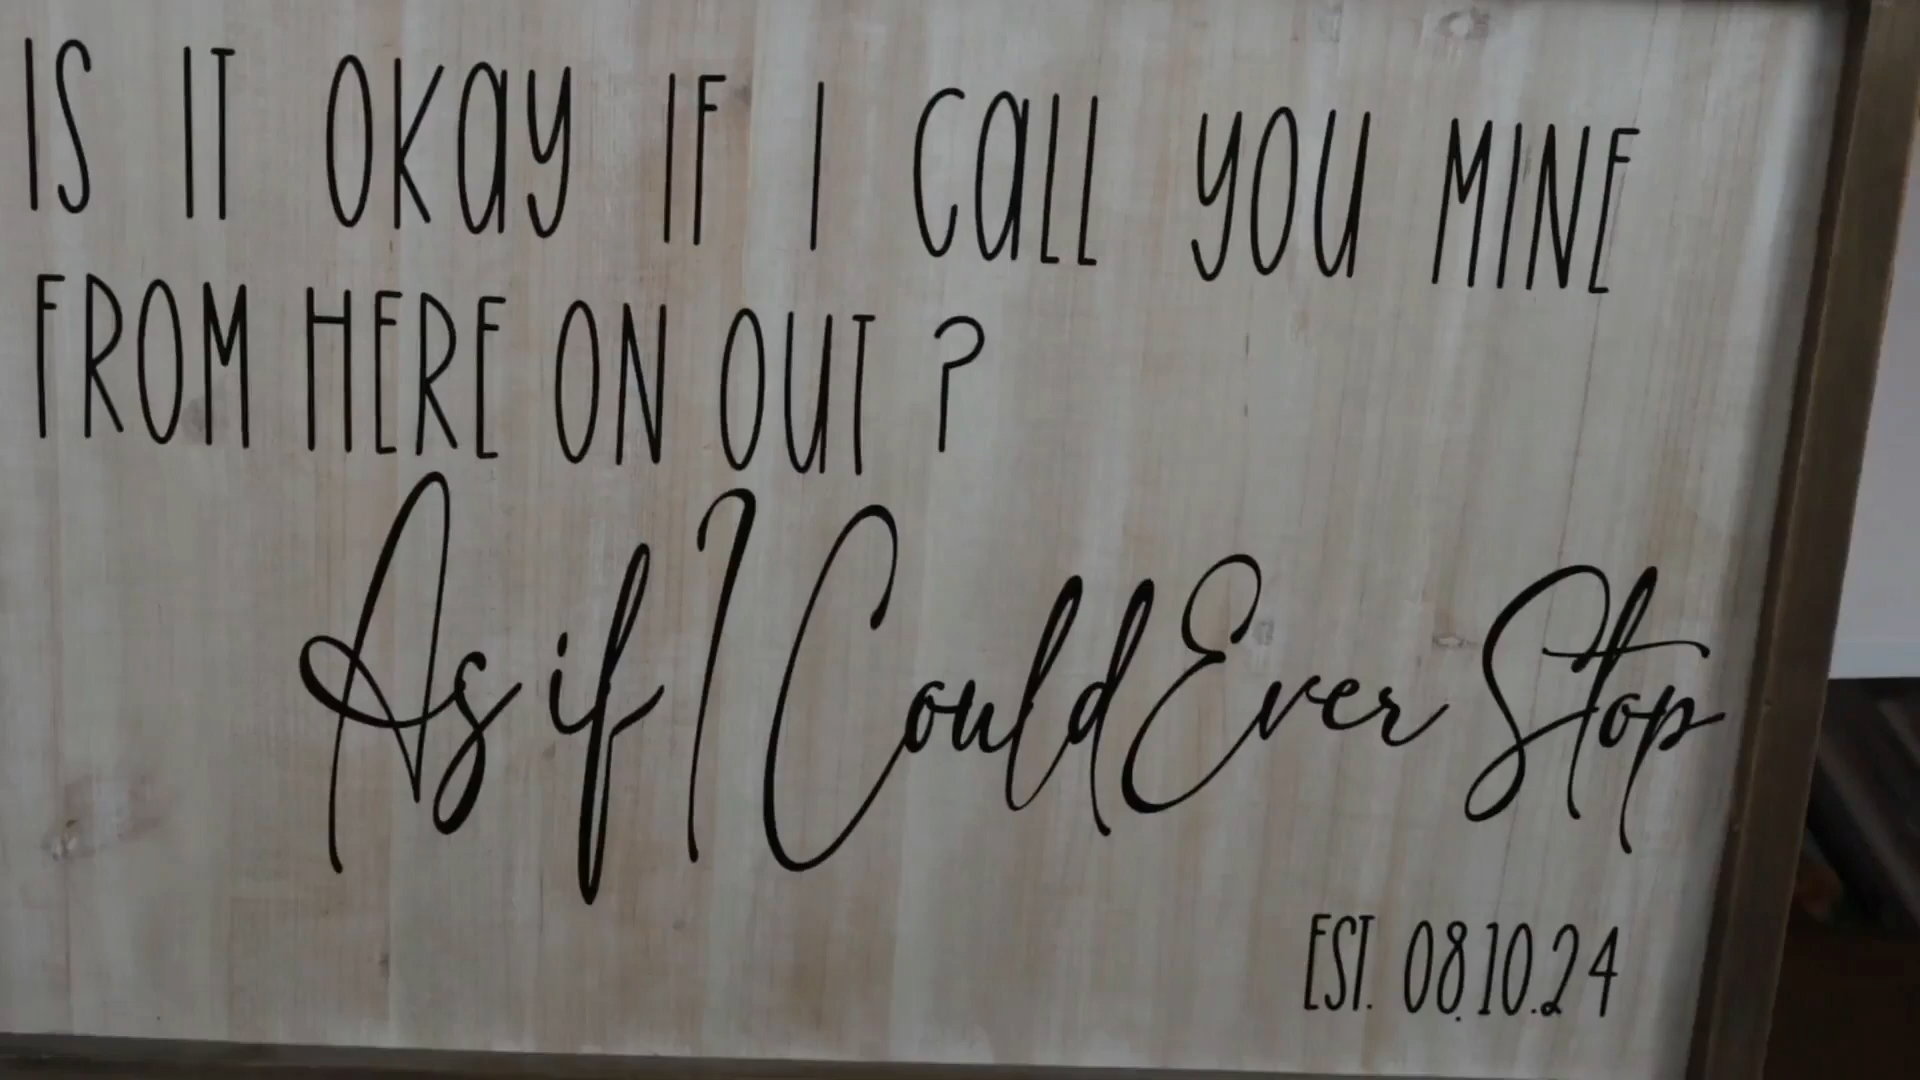 IS IT OKAY IF I CALL YOU MINE
FROM HERE ON OUT ?
As if I Could Ever Stop
EST. 08.10.24